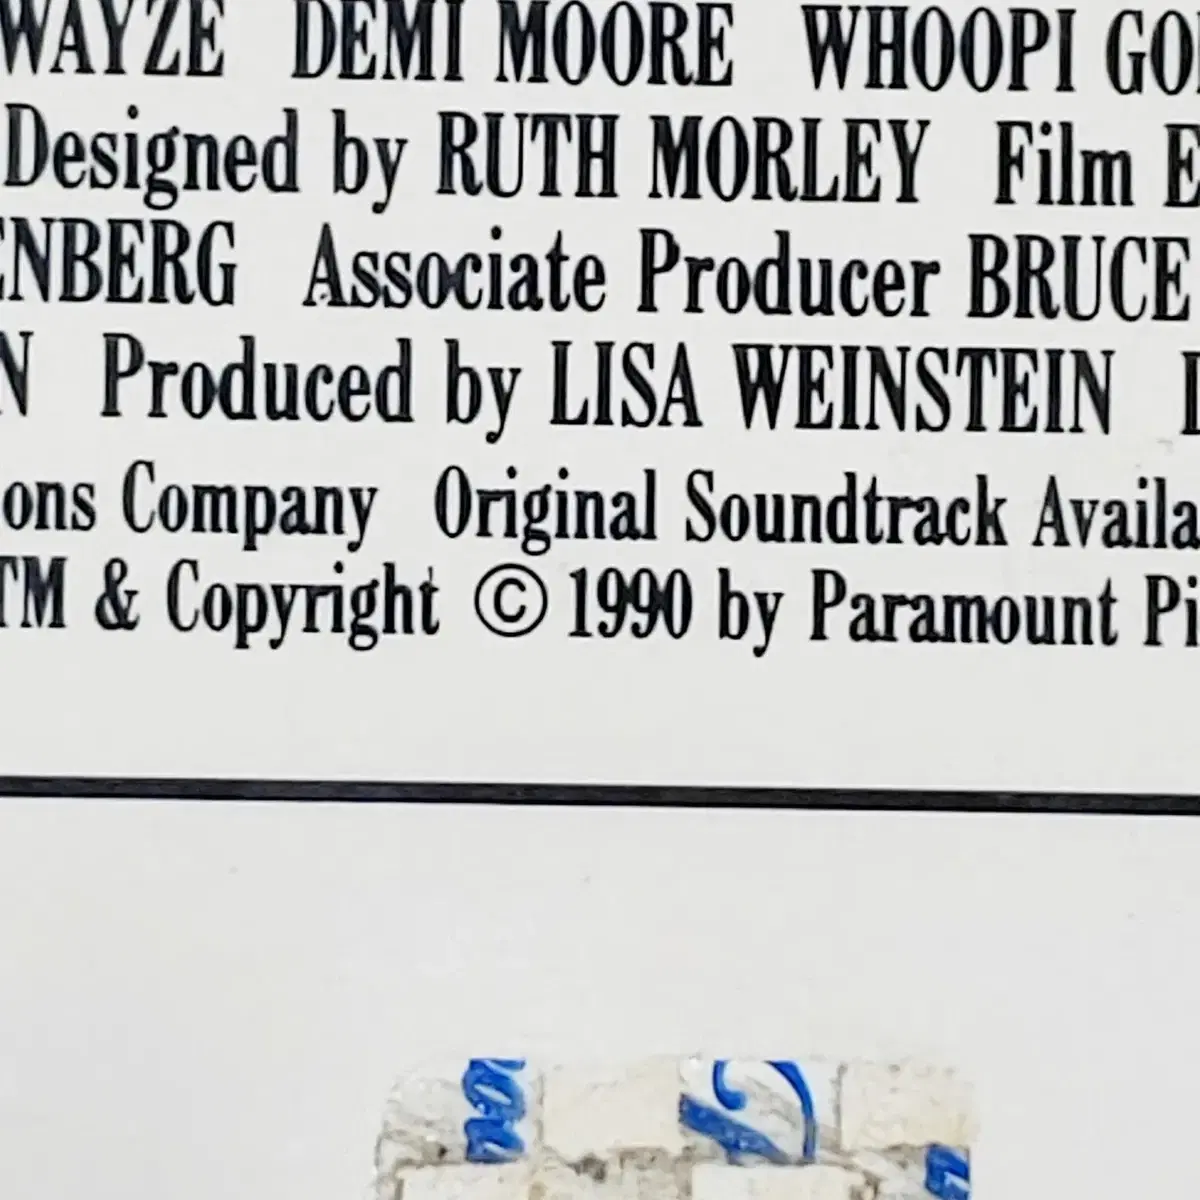 WAYZE DEMI MOORE WHOOPI GO
Designed by RUTH MORLEY Film E
ENBERG Associate Producer BRUCE
N Produced by LISA WEINSTEIN
ons Company Original Soundtrack Availa
TM & Copyright © 1990 by Paramount Pi